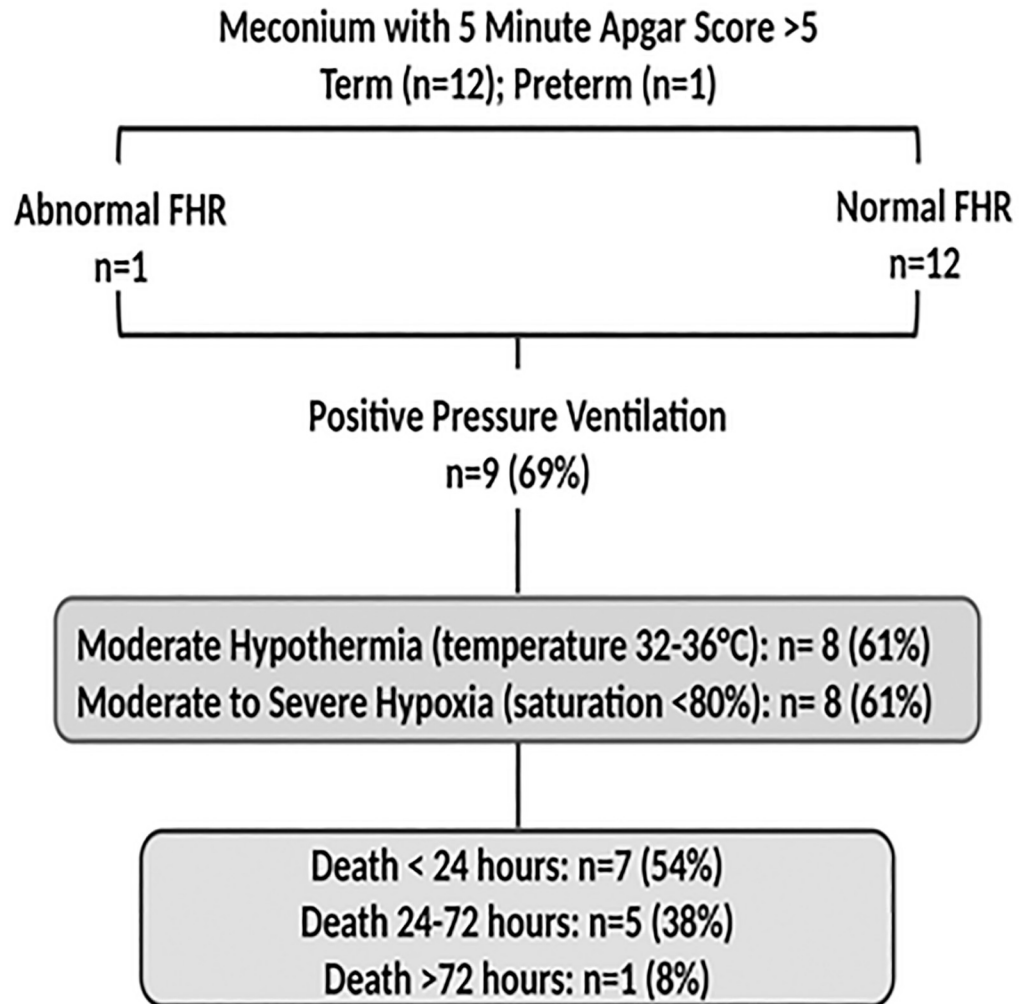 Meconium with 5 Minute Apgar Score >5
Term (n=12); Preterm (n=1)
Abnormal FHR
n=1
Normal FHR
n=12
Positive Pressure Ventilation
n=9 (69%)
Moderate Hypothermia (temperature 32-36°C): n= 8 (61%)
Moderate to Severe Hypoxia (saturation <80%): n= 8 (61%)
Death < 24 hours: n=7 (54%)
Death 24-72 hours: n=5 (38%)
Death >72 hours: n=1 (8%)